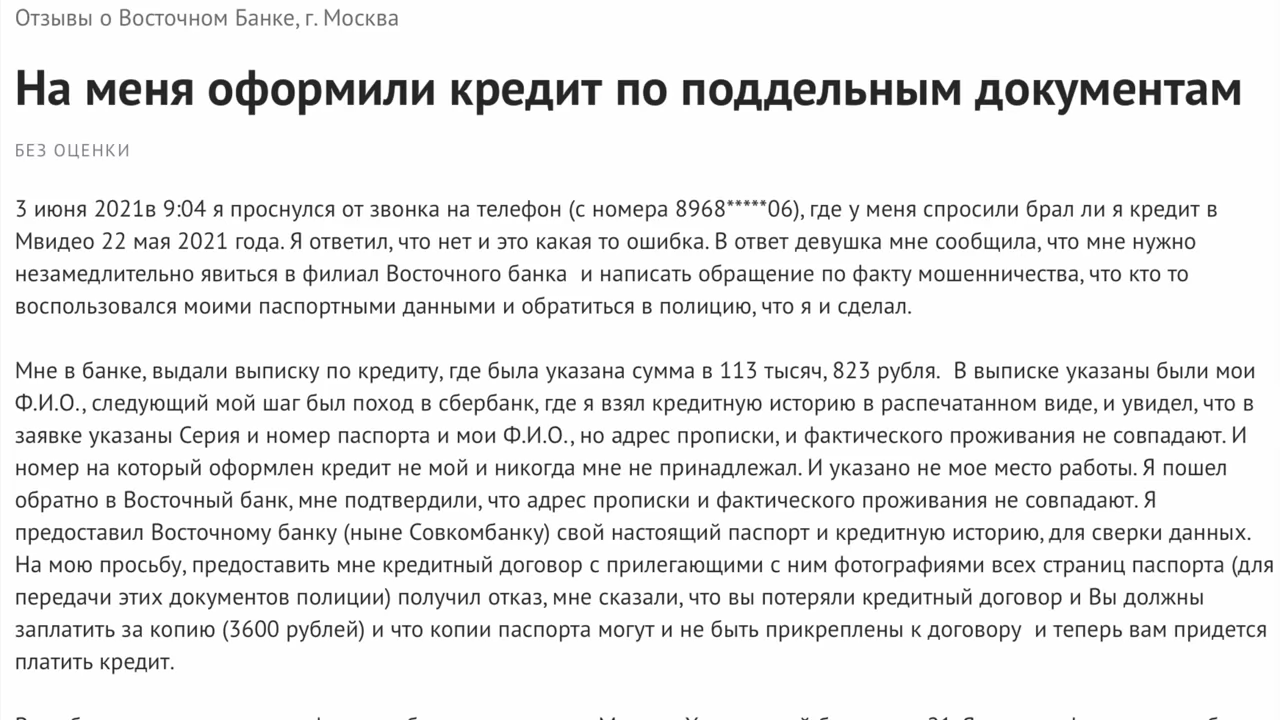 Отзывы о Восточном Банке, г. Москва
На меня оформили кредит по поддельным документам
БЕЗ ОЦЕНКИ
3 июня 2021в 9:04 я проснулся от звонка на телефон (с номера 8968*****06), где у меня спросили брал ли я кредит в
Мвидео 22 мая 2021 года. Я ответил, что нет и это какая то ошибка. В ответ девушка мне сообщила, что мне нужно
незамедлительно явиться в филиал Восточного банка  и написать обращение по факту мошенничества, что кто то
воспользовался моими паспортными данными и обратиться в полицию, что я и сделал.
Мне в банке, выдали выписку по кредиту, где была указана сумма в 113 тысяч, 823 рубля.  В выписке указаны были мои
Ф.И.О., следующий мой шаг был поход в сбербанк, где я взял кредитную историю в распечатанном виде, и увидел, что в
заявке указаны Серия и номер паспорта и мои Ф.И.О., но адрес прописки, и фактического проживания не совпадают. И
номер на который оформлен кредит не мой и никогда мне не принадлежал. И указано не мое место работы. Я пошел
обратно в Восточный банк, мне подтвердили, что адрес прописки и фактического проживания не совпадают. Я
предоставил Восточному банку (ныне Совкомбанку) свой настоящий паспорт и кредитную историю, для сверки данных.
На мою просьбу, предоставить мне кредитный договор с прилегающими с ним фотографиями всех страниц паспорта (для
передачи этих документов полиции) получил отказ, мне сказали, что вы потеряли кредитный договор и Вы должны
заплатить за копию (3600 рублей) и что копии паспорта могут и не быть прикреплены к договору  и теперь вам придется
платить кредит.